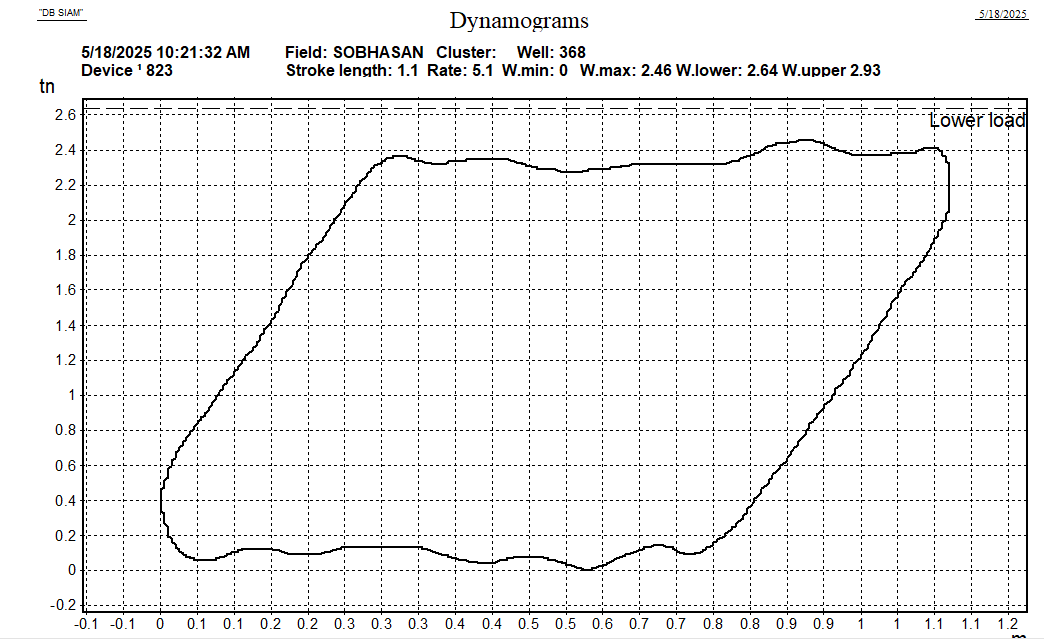 "DB SIAM"
5/18/2025
Dynamograms
5/18/2025 10:21:32 AM Field: SOBHASAN Cluster: Well: 368
Device ¹ 823 Stroke length: 1.1 Rate: 5.1 W.min: 0 W.max: 2.46 W.lower: 2.64 W.upper 2.93
tn
2.6
Lower load
2.4
2.2
2
1.8
1.6
1.4
1.2
1
0.8
0.6
0.4
0.2
0
-0.2
-0.1 -0.1 0 0.1 0.1 0.2 0.2 0.3 0.3 0.3 0.4 0.4 0.5 0.5 0.6 0.6 0.7 0.8 0.8 0.9 0.9 1 1 1.1 1.1 1.2